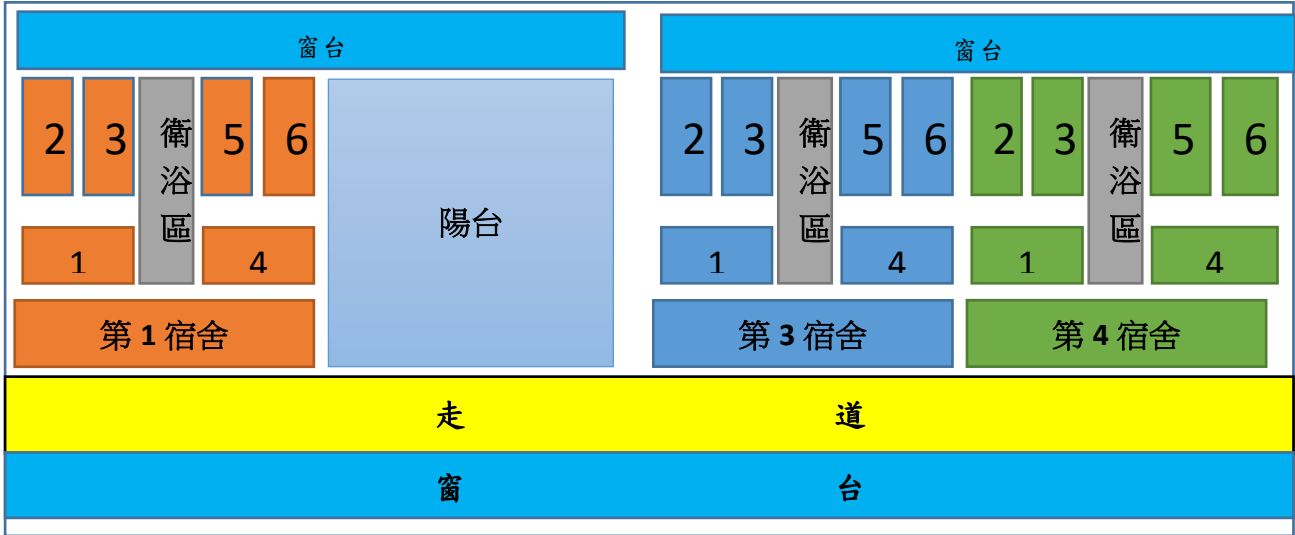 窗台 窗台
2 3 衛浴區 5 6 陽台 2 3 衛浴區 5 6 2 3 衛浴區 5 6
1 4 1 4 1 4
第 1 宿舍 第 3 宿舍 第 4 宿舍
走 道
窗 台